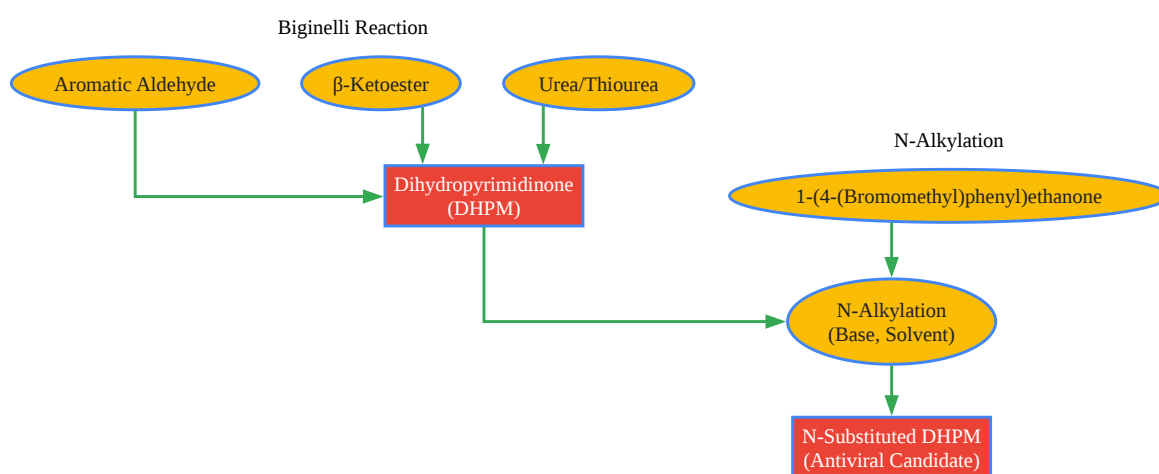 Biginelli Reaction
Aromatic Aldehyde
β-Ketoester
Urea/Thiourea
Dihydropyrimidinone
(DHPM)
N-Alkylation
1-(4-(Bromomethyl)phenyl)ethanone
N-Alkylation
(Base, Solvent)
N-Substituted DHPM
(Antiviral Candidate)